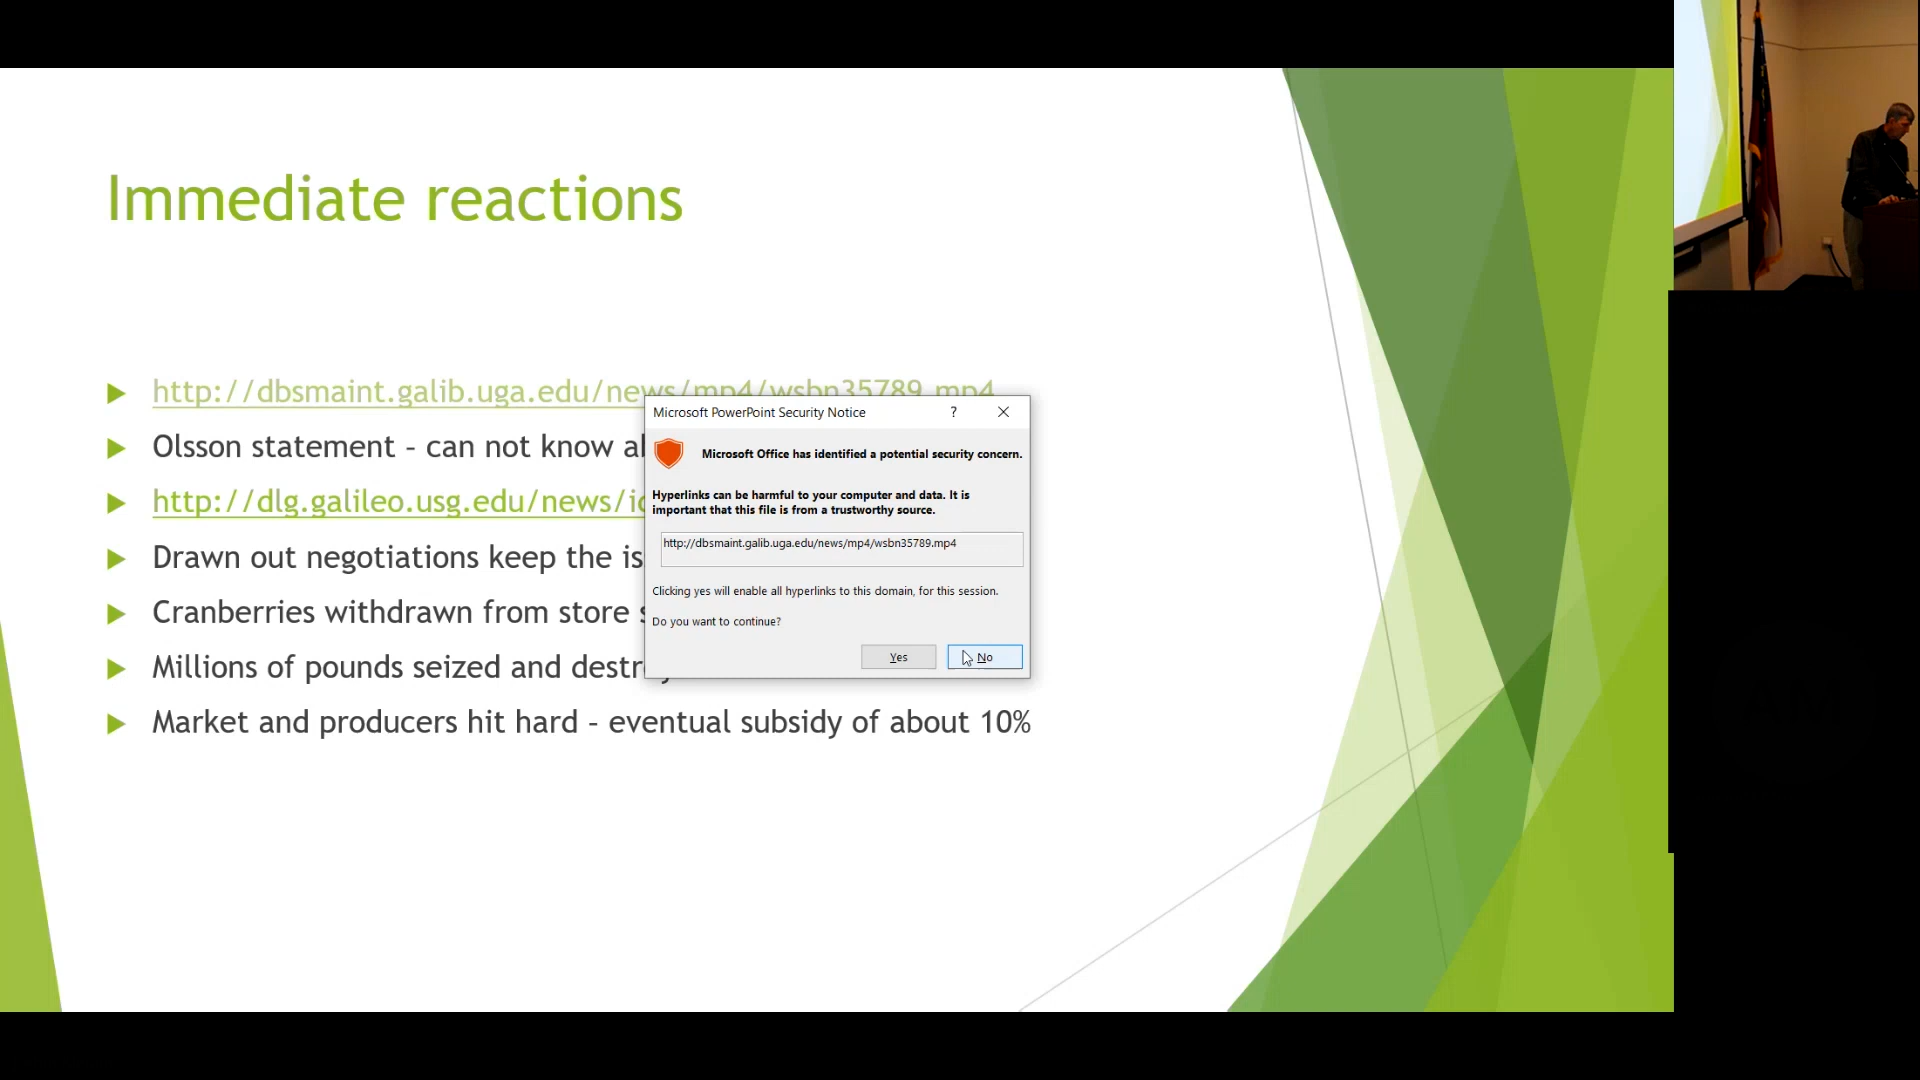 Immediate reactions
http://dbsmaint.galib.uga.edu/news/mp4/wsbn35789.mp4
Olsson statement – can not know
http://dlg.galileo.usg.edu/news/
Drawn out negotiations keep the
Cranberries withdrawn from store
Millions of pounds seized and
Market and producers hit hard – eventual subsidy of about 10%
Microsoft PowerPoint Security Notice
?
Microsoft Office has identified a potential security concern.
Hyperlinks can be harmful to your computer and data. It is
important that this file is from a trustworthy source.
http://dbsmaint.galib.uga.edu/news/mp4/wsbn35789.mp4
Clicking yes will enable all hyperlinks to this domain, for this session.
Do you want to continue?
Yes
No